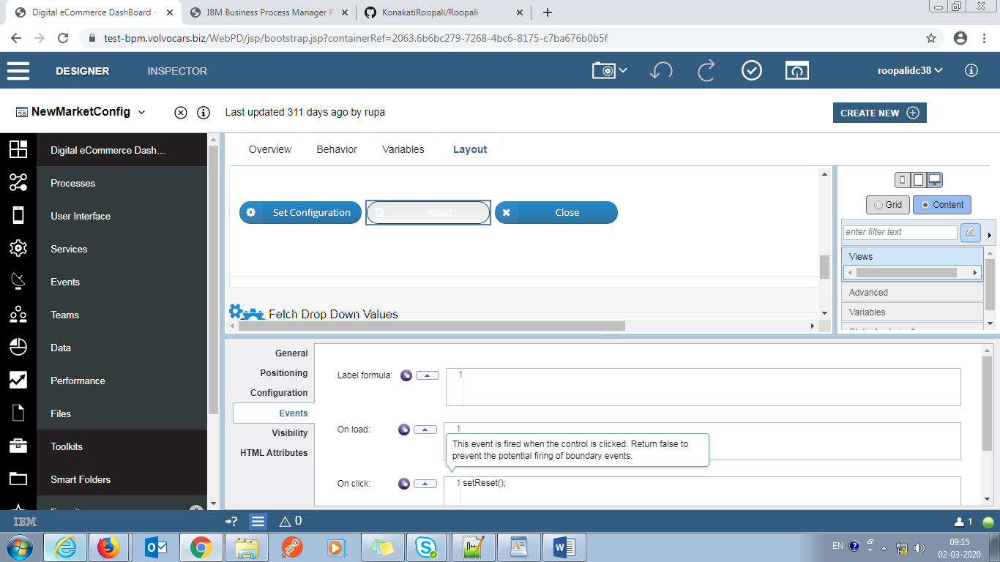 Digital eCommerce DashBoard -
IBM Business Process Manager P
KonakatiRoopali/Roopali
test-bpm.volvocars.biz/WebPD/jsp/bootstrap.jsp?containerRef=2063.6b6bc279-7268-4bc6-8175-c7ba676b0b5f
DESIGNER
INSPECTOR
roopalidc38
NewMarketConfig
Last updated 311 days ago by rupa
CREATE NEW
Digital eCommerce Dash...
Processes
User Interface
Services
Events
Teams
Data
Performance
Files
Toolkits
Smart Folders
Overview
Behavior
Variables
Layout
Set Configuration
Reset
Close
Fetch Drop Down Values
Grid
Content
enter filter text
Views
Advanced
Variables
General
Positioning
Configuration
Events
Visibility
HTML Attributes
Label formula:
1
On load:
1
This event is fired when the control is clicked. Return false to
prevent the potential firing of boundary events.
On click:
1 setReset();
IBM
0
1
EN
09:15
02-03-2020